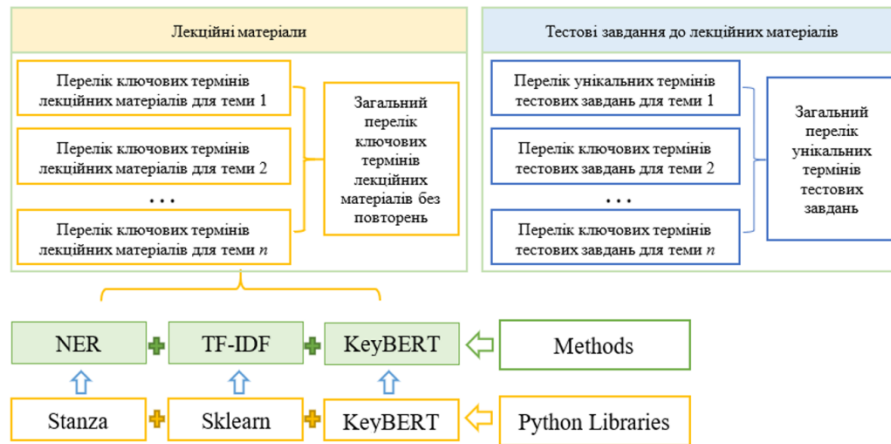 Лекційні матеріали
Перелік ключових термінів
лекційних матеріалів для теми 1
Перелік ключових термінів
лекційних матеріалів для теми 2
...
Перелік ключових термінів
лекційних матеріалів для теми n
Загальний
перелік
ключових
термінів
лекційних
матеріалів без
повторень
Тестові завдання до лекційних матеріалів
Перелік унікальних термінів
тестових завдань для теми 1
Перелік ключових термінів
тестових завдань для теми 2
...
Перелік ключових термінів
тестових завдань для теми n
Загальний
перелік
унікальних
термінів
тестових
завдань
NER
TF-IDF
KeyBERT
Methods
Stanza
Sklearn
KeyBERT
Python Libraries